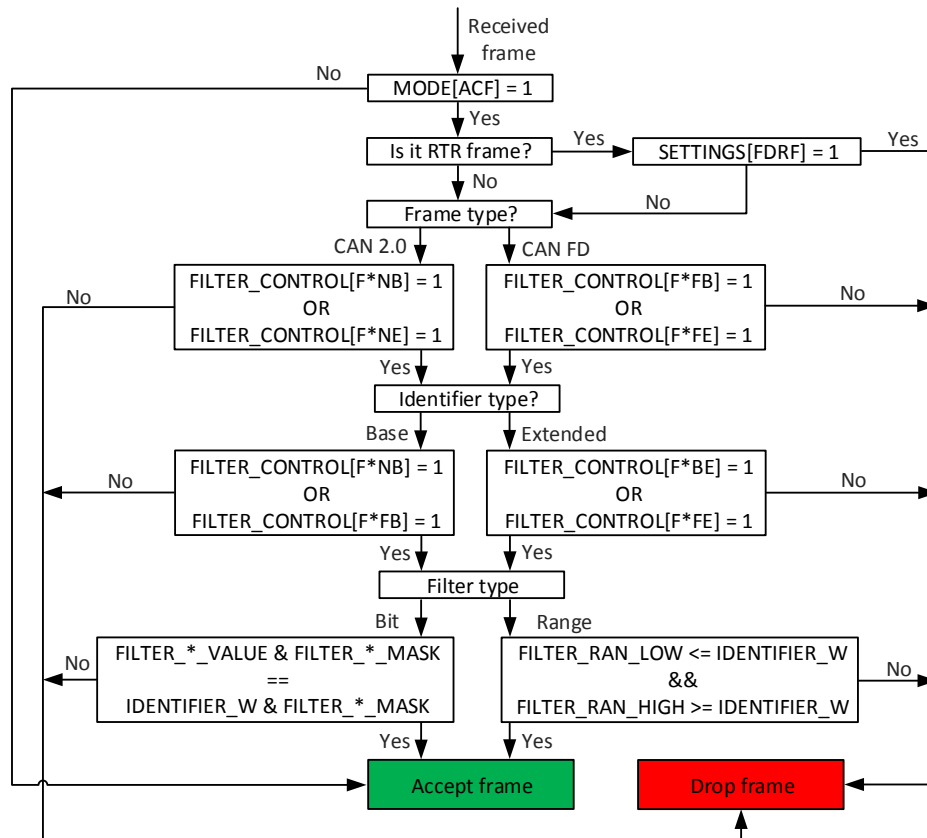 Received
frame
No
MODE[ACF] = 1
Yes
Is it RTR frame?
Yes
SETTINGS[FDRF] = 1
Yes
No
No
Frame type?
CAN 2.0
CAN FD
No
FILTER_CONTROL[F*NB] = 1
OR
FILTER_CONTROL[F*NE] = 1
FILTER_CONTROL[F*FB] = 1
OR
FILTER_CONTROL[F*FE] = 1
No
Yes
Yes
Identifier type?
Base
Extended
No
FILTER_CONTROL[F*NB] = 1
OR
FILTER_CONTROL[F*FB] = 1
FILTER_CONTROL[F*BE] = 1
OR
FILTER_CONTROL[F*FE] = 1
No
Yes
Yes
Filter type
Bit
Range
No
FILTER_*_VALUE & FILTER_*_MASK
==
IDENTIFIER_W & FILTER_*_MASK
FILTER_RAN_LOW <= IDENTIFIER_W
&&
FILTER_RAN_HIGH >= IDENTIFIER_W
No
Yes
Yes
Accept frame
Drop frame